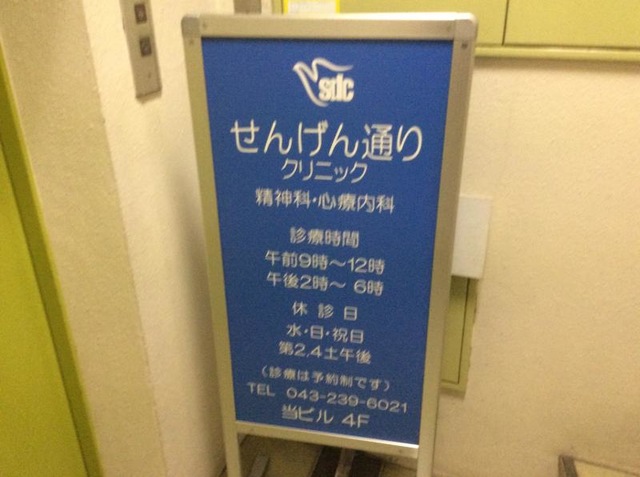 sdc
せんげん通り
クリニック
精神科・心療内科
診療時間
午前9時～12時
午後2時～ 6時
休 診 日
水・日・祝日
第2.4土午後
(診療は予約制です)
TEL 043-239-6021
当ビル 4F